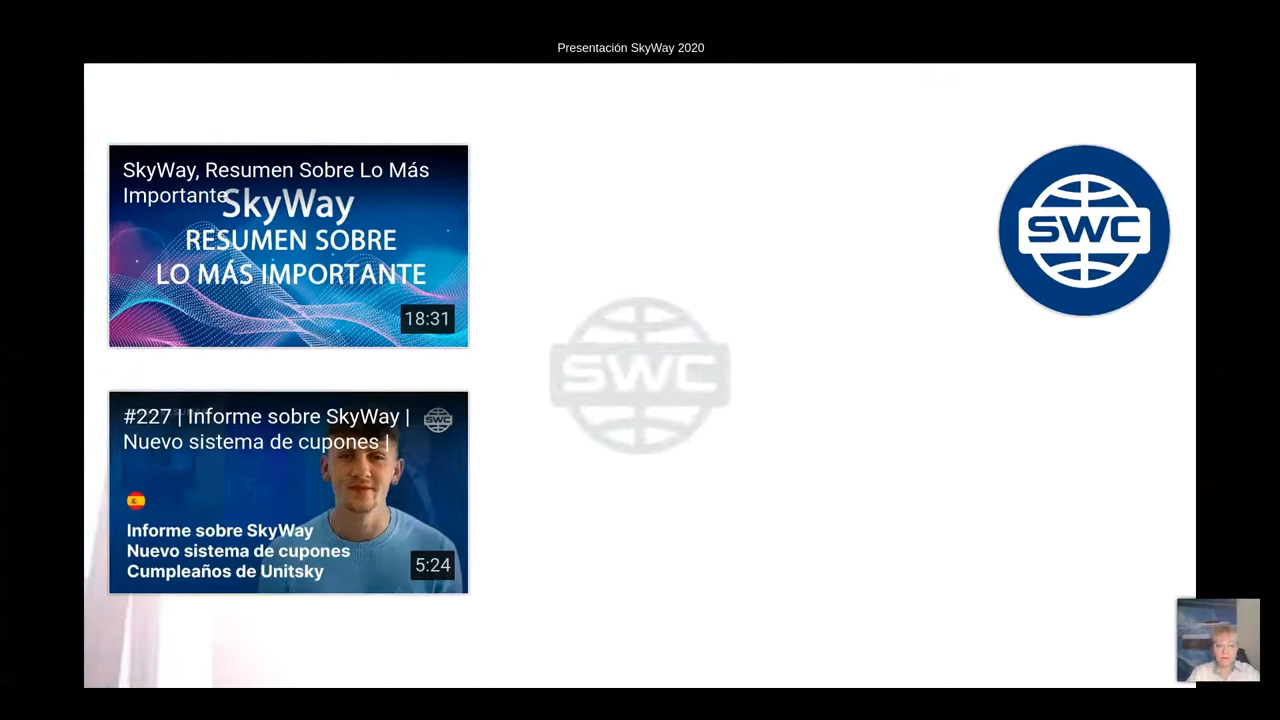 Presentación SkyWay 2020
SkyWay, Resumen Sobre Lo Más
Importante
SkyWay
RESUMEN SOBRE
LO MÁS IMPORTANTE
18:31
SWC
SWC
#227 | Informe sobre SkyWay |
Nuevo sistema de cupones |
SWC
Informe sobre SkyWay
Nuevo sistema de cupones
Cumpleaños de Unitsky
5:24